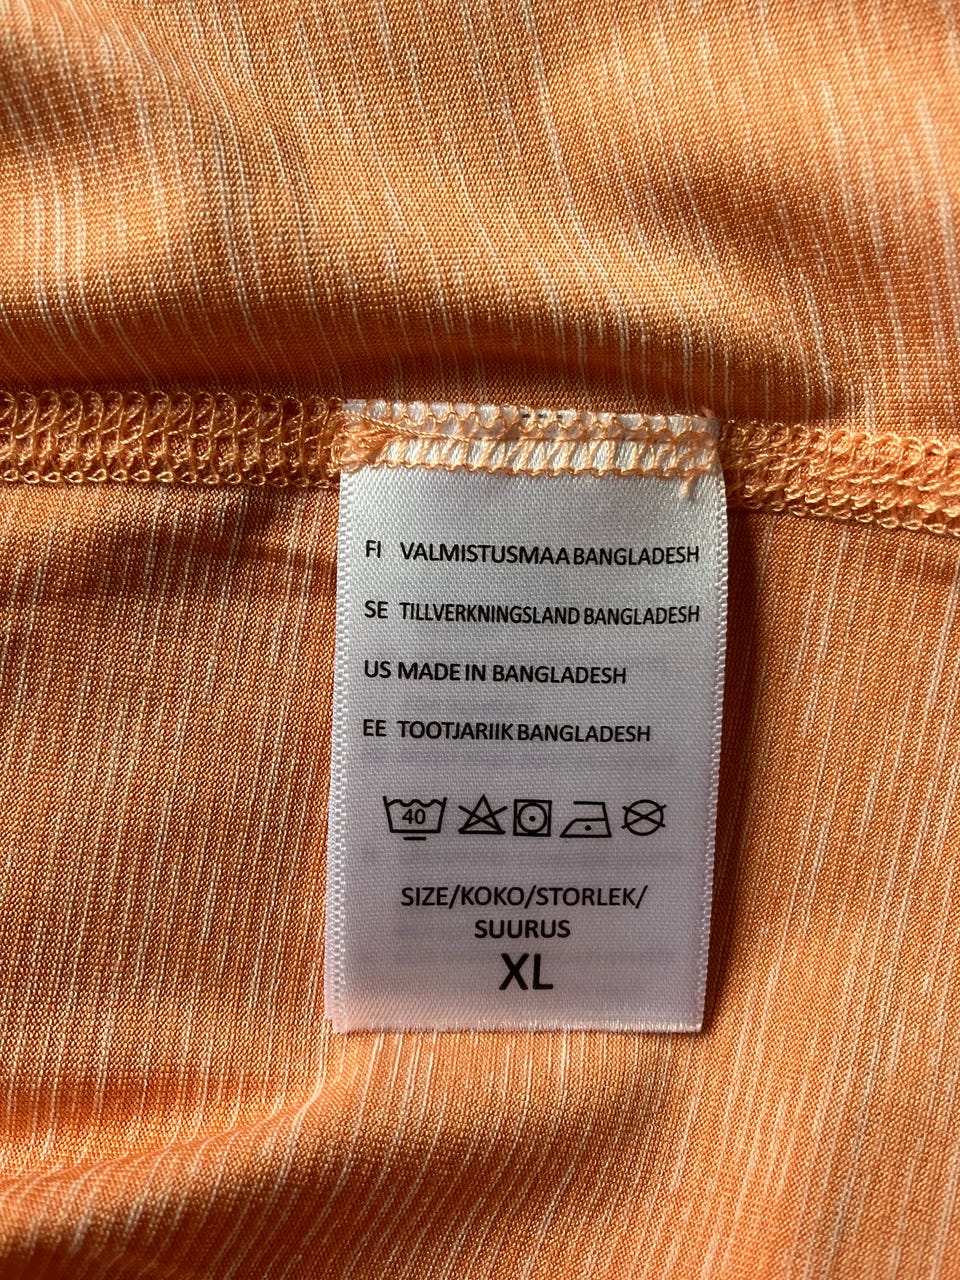 FI VALMISTUSMAA BANGLADESH
SE TILLVERKNINGSLAND BANGLADESH
US MADE IN BANGLADESH
EE TOOTJARIIK BANGLADESH
40
SIZE/KOKO/STORLEK/
SUURUS
XL